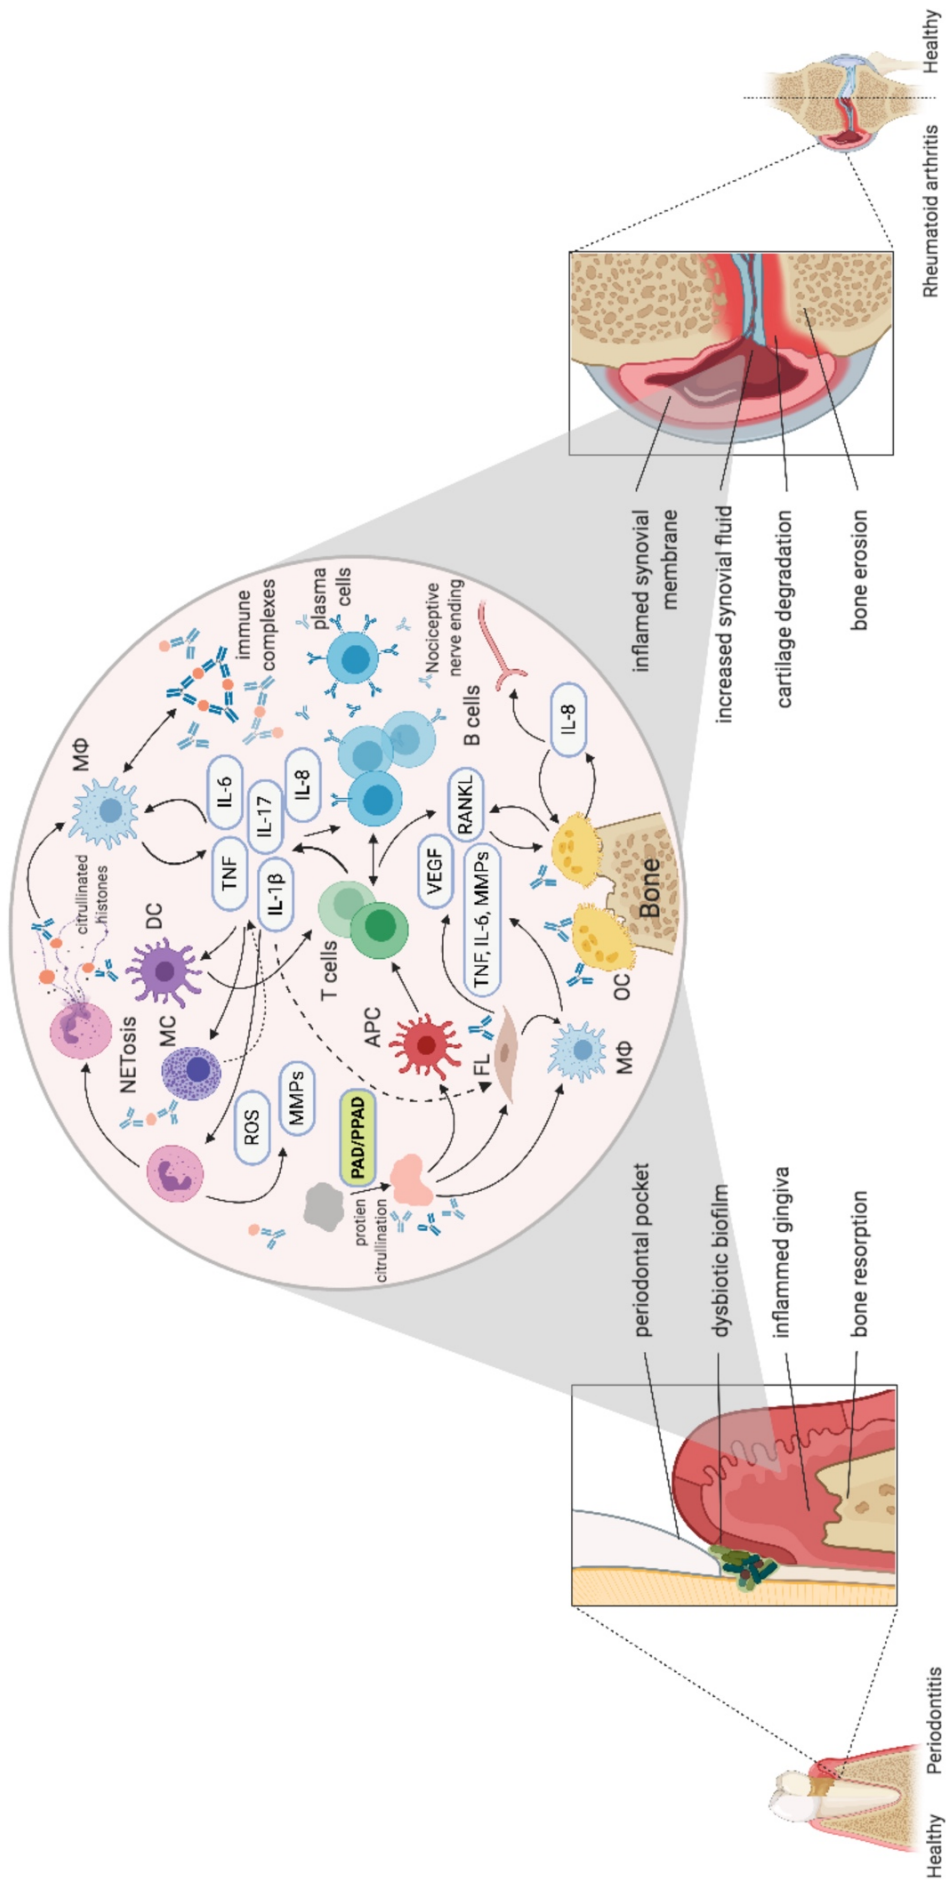 MΦ
citrullinated
histones
NETosis
DC
MC
immune
complexes
IL-6
TNF
IL-17
IL-1β
IL-8
plasma
cells
ROS
MMPs
T cells
B cells
PAD/PPAD
protien
citrullination
APC
FL
VEGF
RANKL
TNF, IL-6, MMPs
Nociceptive
nerve ending
IL-8
MΦ
OC
Bone
periodontal pocket
dysbiotic biofilm
inflammed gingiva
bone resorption
inflamed synovial
membrane
increased synovial fluid
cartilage degradation
bone erosion
Healthy
Periodontitis
Rheumatoid arthritis
Healthy